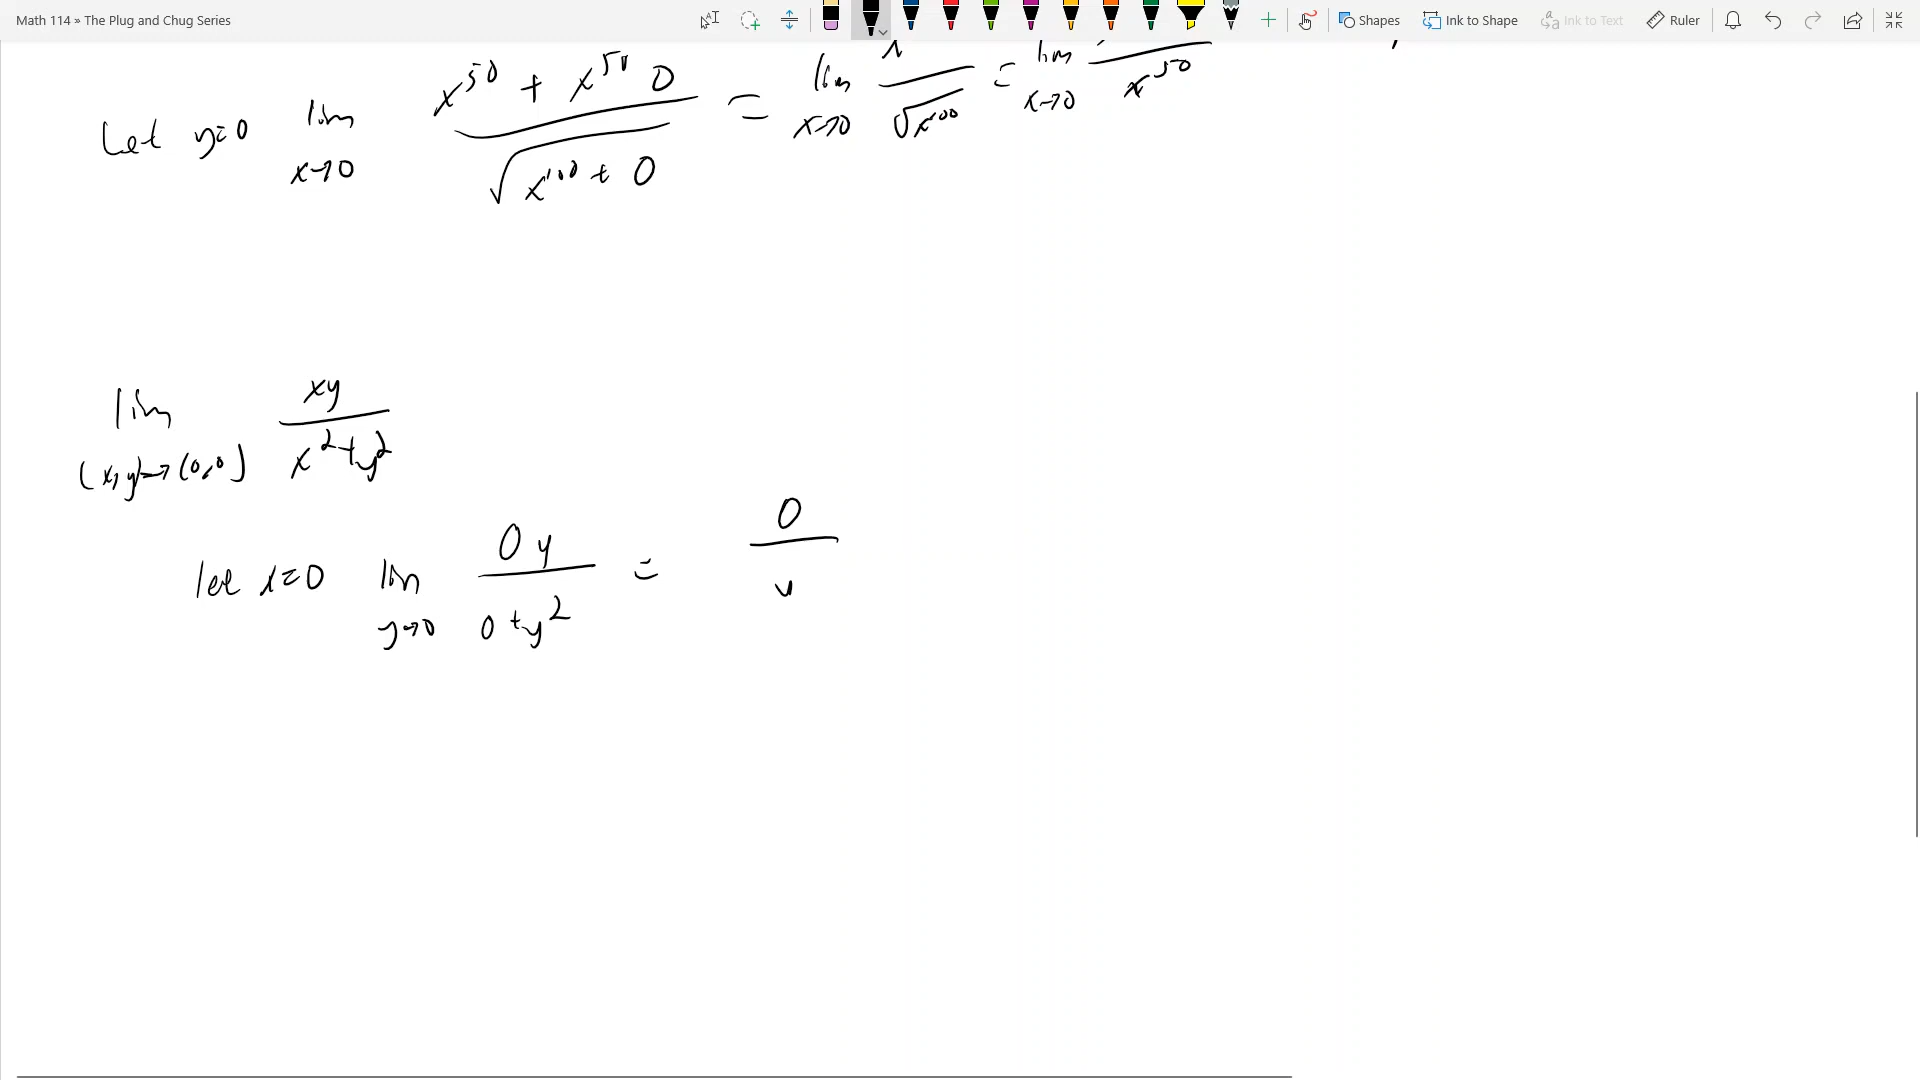 Math 114 » The Plug and Chug Series
Shapes Ink to Shape Ink to Text Ruler
Let y=0 lim x→0 (x^50 + x^50 0)/(√(x^100 + 0)) = lim x→0 x/(√(x^100)) = lim x→0 /(x^50)
lim (x,y)→(0,0) xy/(x^2+y^2)
let x=0 lim y→0 0y/(0+y^2) = 0/